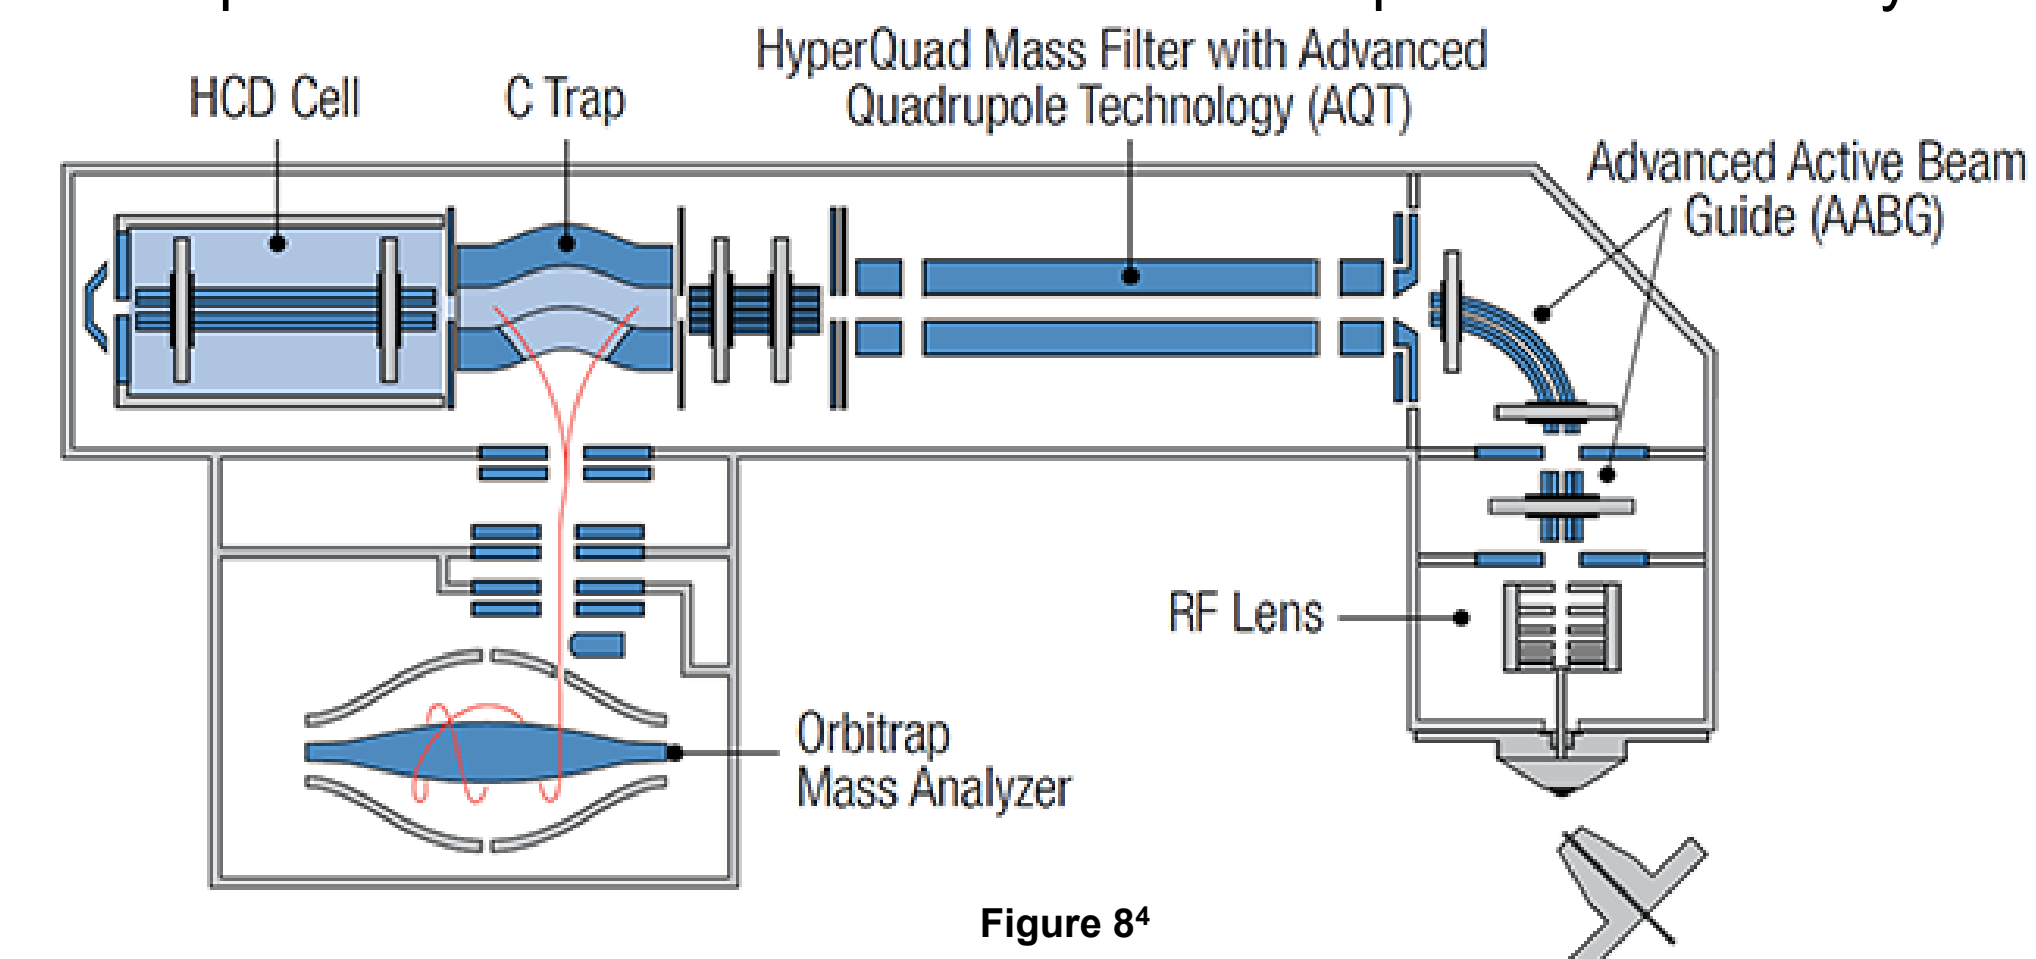 HyperQuad Mass Filter with Advanced
Quadrupole Technology (AQT)
HCD Cell
C Trap
Advanced Active Beam
Guide (AABG)
RF Lens
Orbitrap
Mass Analyzer
Figure 8⁴